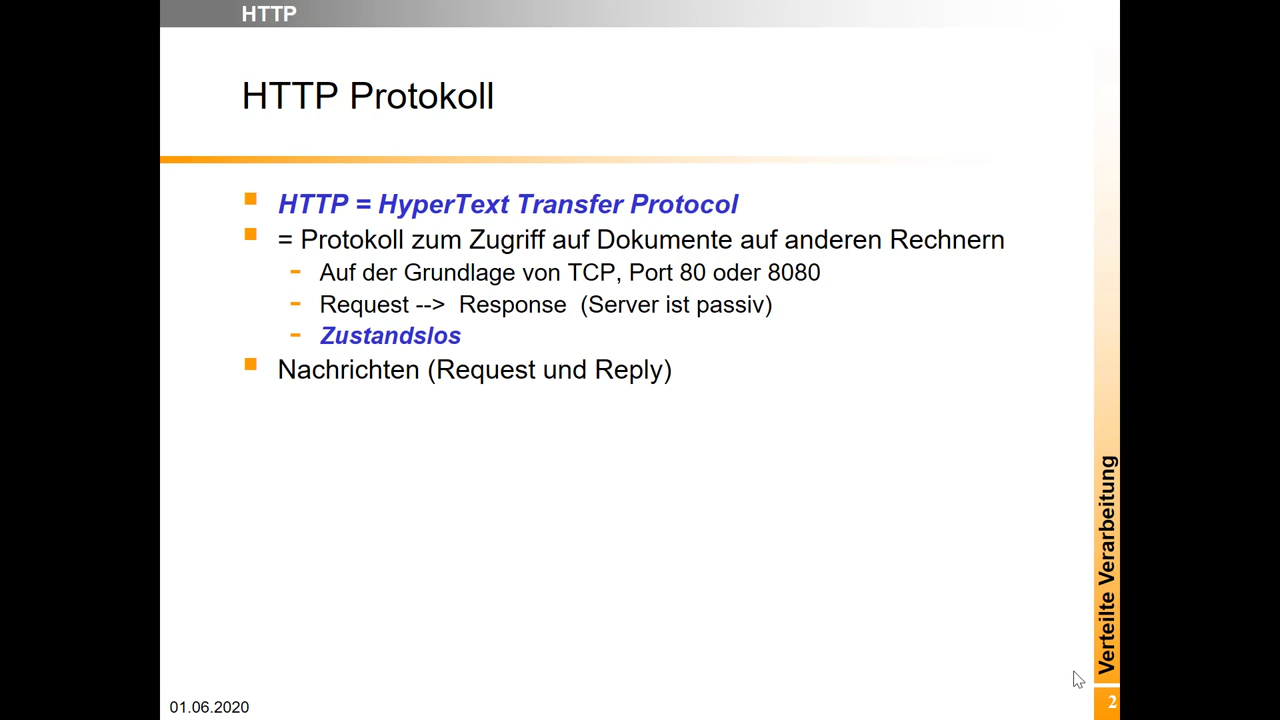 HTTP
HTTP Protokoll
HTTP = HyperText Transfer Protocol
= Protokoll zum Zugriff auf Dokumente auf anderen Rechnern
- Auf der Grundlage von TCP, Port 80 oder 8080
- Request --> Response (Server ist passiv)
- Zustandslos
Nachrichten (Request und Reply)
Verteilte Verarbeitung
01.06.2020
2